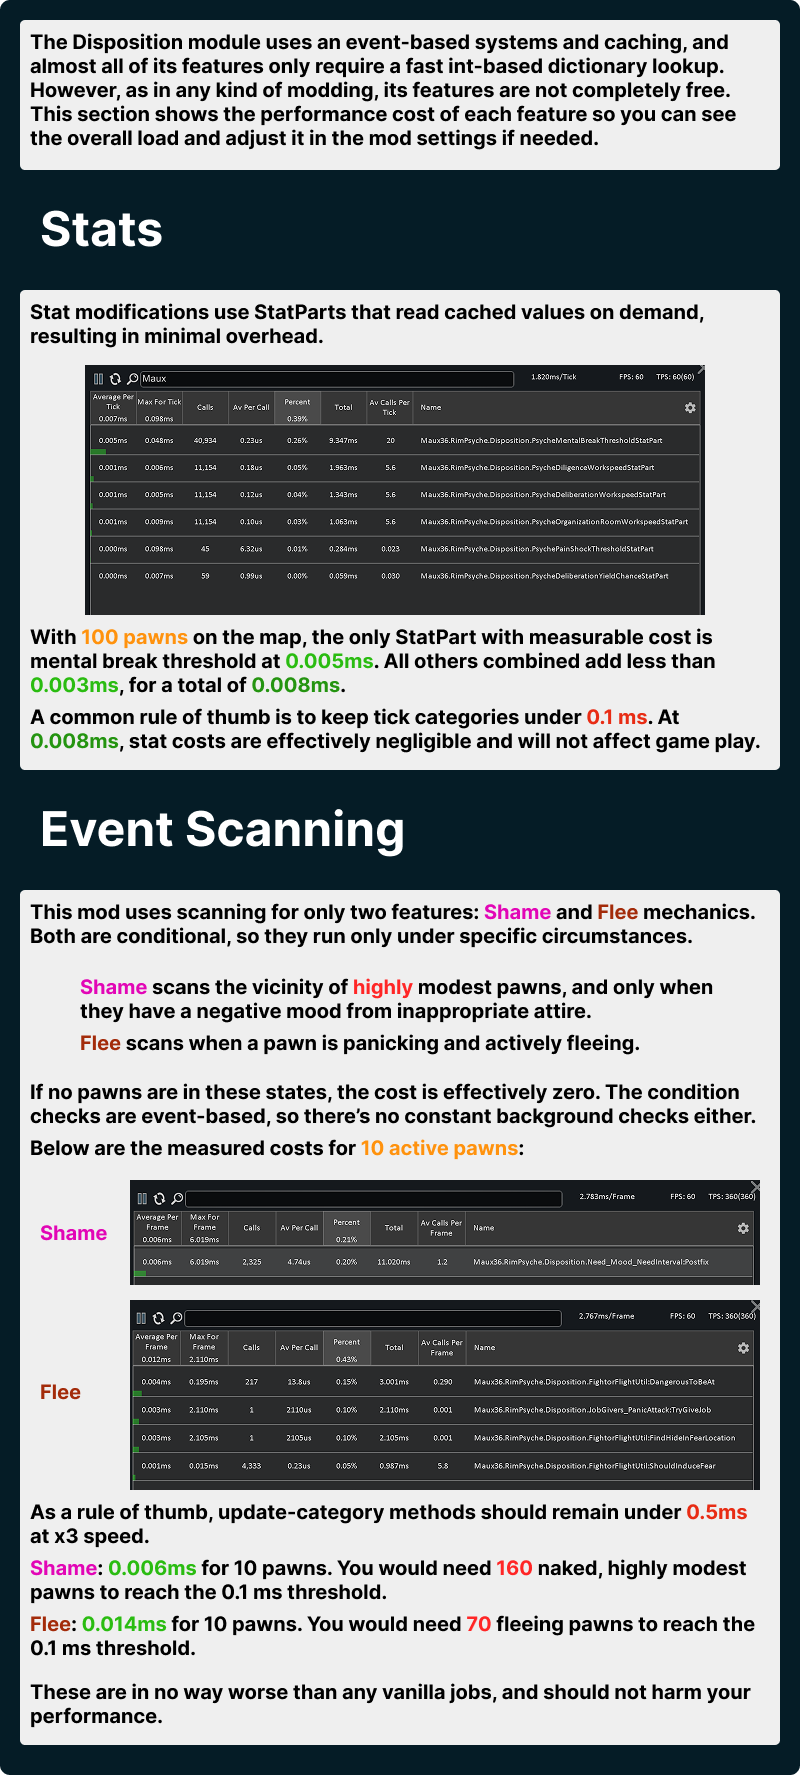 The Disposition module uses an event-based systems and caching, and
almost all of its features only require a fast int-based dictionary lookup.
However, as in any kind of modding, its features are not completely free.
This section shows the performance cost of each feature so you can see
the overall load and adjust it in the mod settings if needed.
Stats
Stat modifications use StatParts that read cached values on demand,
resulting in minimal overhead.
Maux 1.820ms/Tick FPS: 60 TPS: 60(60)
Average Per Tick 0.007ms Max For Tick 0.098ms Calls Av Per Call Percent 0.39% Total Av Calls Per Tick Name
0.005ms 0.048ms 40,934 0.23us 0.26% 9.347ms 20 Maux36.RimPsyche.Disposition.PsycheMentalBreakThresholdStatPart
0.001ms 0.006ms 11,154 0.18us 0.05% 1.963ms 5.6 Maux36.RimPsyche.Disposition.PsycheDiligenceWorkspeedStatPart
0.001ms 0.005ms 11,154 0.12us 0.04% 1.343ms 5.6 Maux36.RimPsyche.Disposition.PsycheDeliberationWorkspeedStatPart
0.001ms 0.009ms 11,154 0.10us 0.03% 1.063ms 5.6 Maux36.RimPsyche.Disposition.PsycheOrganizationRoomWorkspeedStatPart
0.000ms 0.098ms 45 6.32us 0.01% 0.284ms 0.023 Maux36.RimPsyche.Disposition.PsychePainShockThresholdStatPart
0.000ms 0.007ms 59 0.99us 0.00% 0.059ms 0.030 Maux36.RimPsyche.Disposition.PsycheDeliberationYieldChanceStatPart
With 100 pawns on the map, the only StatPart with measurable cost is
mental break threshold at 0.005ms. All others combined add less than
0.003ms, for a total of 0.008ms.
A common rule of thumb is to keep tick categories under 0.1 ms. At
0.008ms, stat costs are effectively negligible and will not affect game play.
Event Scanning
This mod uses scanning for only two features: Shame and Flee mechanics.
Both are conditional, so they run only under specific circumstances.
Shame scans the vicinity of highly modest pawns, and only when
they have a negative mood from inappropriate attire.
Flee scans when a pawn is panicking and actively fleeing.
If no pawns are in these states, the cost is effectively zero. The condition
checks are event-based, so there's no constant background checks either.
Below are the measured costs for 10 active pawns:
Shame
2.783ms/Frame FPS: 60 TPS: 360(360)
Average Per Frame 0.006ms Max For Frame 6.019ms Calls Av Per Call Percent 0.21% Total Av Calls Per Frame Name
0.006ms 6.019ms 2,325 4.74us 0.20% 11.020ms 1.2 Maux36.RimPsyche.Disposition.Need_Mood_NeedInterval:Postfix
Flee
2.767ms/Frame FPS: 60 TPS: 360(360)
Average Per Frame 0.012ms Max For Frame 2.110ms Calls Av Per Call Percent 0.43% Total Av Calls Per Frame Name
0.004ms 0.195ms 217 13.8us 0.15% 3.001ms 0.290 Maux36.RimPsyche.Disposition.FightorFlightUtil:DangerousToBeAt
0.003ms 2.110ms 1 2110us 0.10% 2.110ms 0.001 Maux36.RimPsyche.Disposition.JobGivers_PanicAttack:TryGiveJob
0.003ms 2.105ms 1 2105us 0.10% 2.105ms 0.001 Maux36.RimPsyche.Disposition.FightorFlightUtil:FindHideInFearLocation
0.001ms 0.015ms 4,333 0.23us 0.05% 0.987ms 5.8 Maux36.RimPsyche.Disposition.FightorFlightUtil:ShouldInduceFear
As a rule of thumb, update-category methods should remain under 0.5ms
at x3 speed.
Shame: 0.006ms for 10 pawns. You would need 160 naked, highly modest
pawns to reach the 0.1 ms threshold.
Flee: 0.014ms for 10 pawns. You would need 70 fleeing pawns to reach the
0.1 ms threshold.
These are in no way worse than any vanilla jobs, and should not harm your
performance.